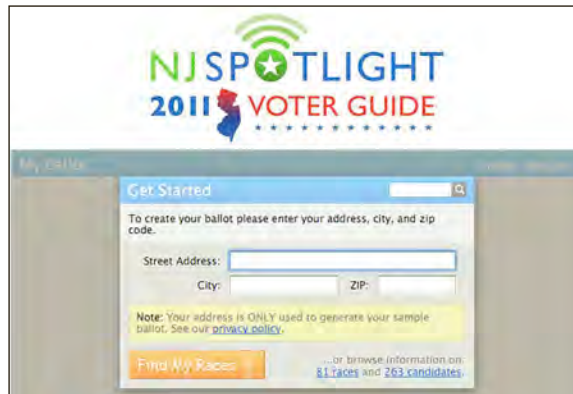 NJ SPOTLIGHT
2011 VOTER GUIDE
My Ballot
Get Started
To create your ballot please enter your address, city, and zip
code.
Street Address:
City: ZIP:
Note: Your address is ONLY used to generate your sample
ballot. See our privacy policy.
Find My Races
...or browse information on
81 races and 263 candidates.